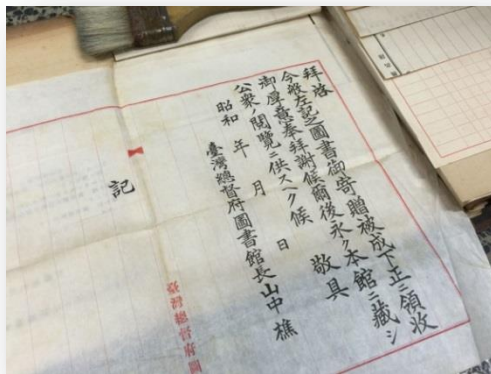 拜啓
今般左記之圖書御寄贈被成下正ニ領收
御厚意奉拜謝候爾後永ク本館ニ藏シ
公衆ノ閱覽ニ供スヘク候　敬具
昭和　年　月　日
臺灣總督府圖書館長山中樵
記
臺灣總督府圖